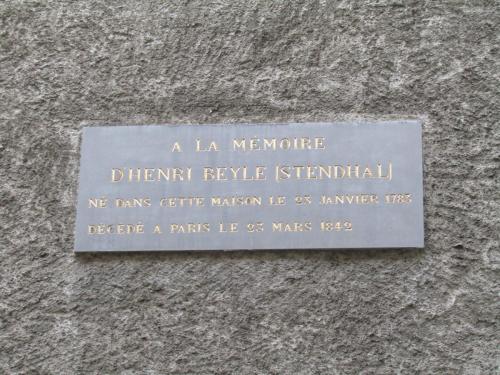 A LA MÉMOIRE
D'HENRI BEYLE (STENDHAL)
NÉ DANS CETTE MAISON LE 23 JANVIER 1783
DÉCÉDÉ A PARIS LE 23 MARS 1842